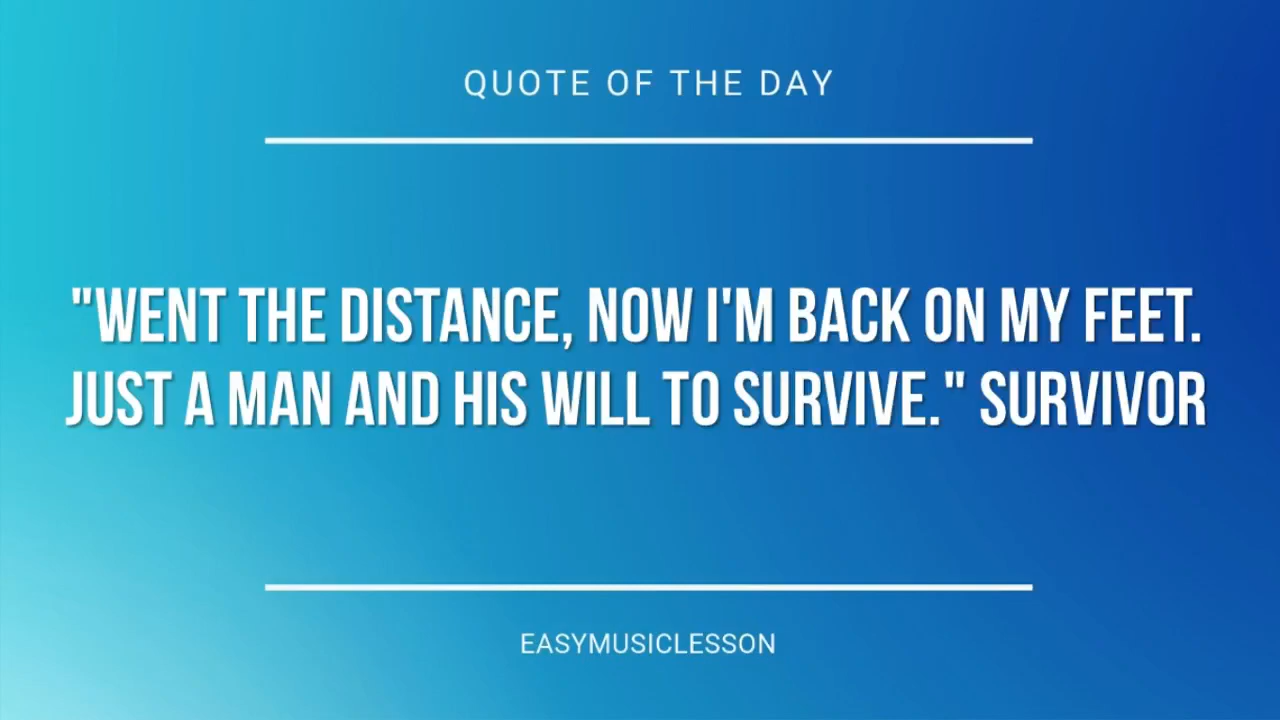 QUOTE OF THE DAY
"WENT THE DISTANCE, NOW I'M BACK ON MY FEET.
JUST A MAN AND HIS WILL TO SURVIVE." SURVIVOR
EASYMUSICLESSON